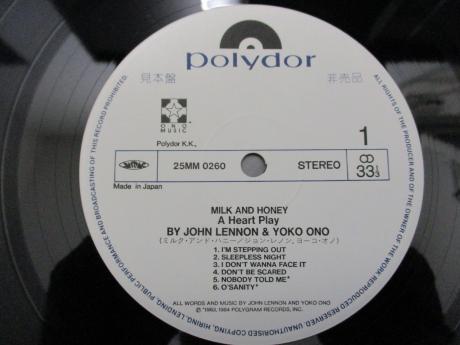 polydor
見本盤
非売品
ONO
MUSIC
Polydor K.K.,
1
25MM 0260
STEREO
33 1/3
Made in Japan
MILK AND HONEY
A Heart Play
BY JOHN LENNON & YOKO ONO
(ミルク・アンド・ハニー/ジョン・レノン、ヨーコ・オノ)
1. I'M STEPPING OUT
2. SLEEPLESS NIGHT
3. I DON'T WANNA FACE IT
4. DON'T BE SCARED
5. NOBODY TOLD ME*
6. O'SANITY*
ALL WORDS AND MUSIC BY JOHN LENNON AND YOKO ONO
℗ *1983, 1984 POLYGRAM RECORDS, INC.
ALL RIGHTS OF THE PRODUCER AND OF THE OWNER OF THE WORK REPRODUCED RESERVED. UNAUTHORISED COPYING, HIRING, LENDING, PUBLIC PERFORMANCE AND BROADCASTING OF THIS RECORD PROHIBITED.